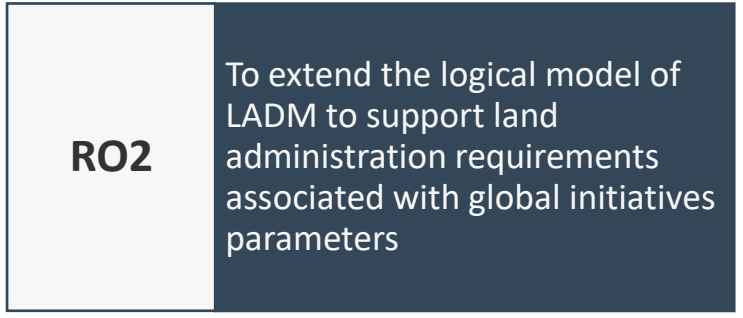 RO2
To extend the logical model of
LADM to support land
administration requirements
associated with global initiatives
parameters